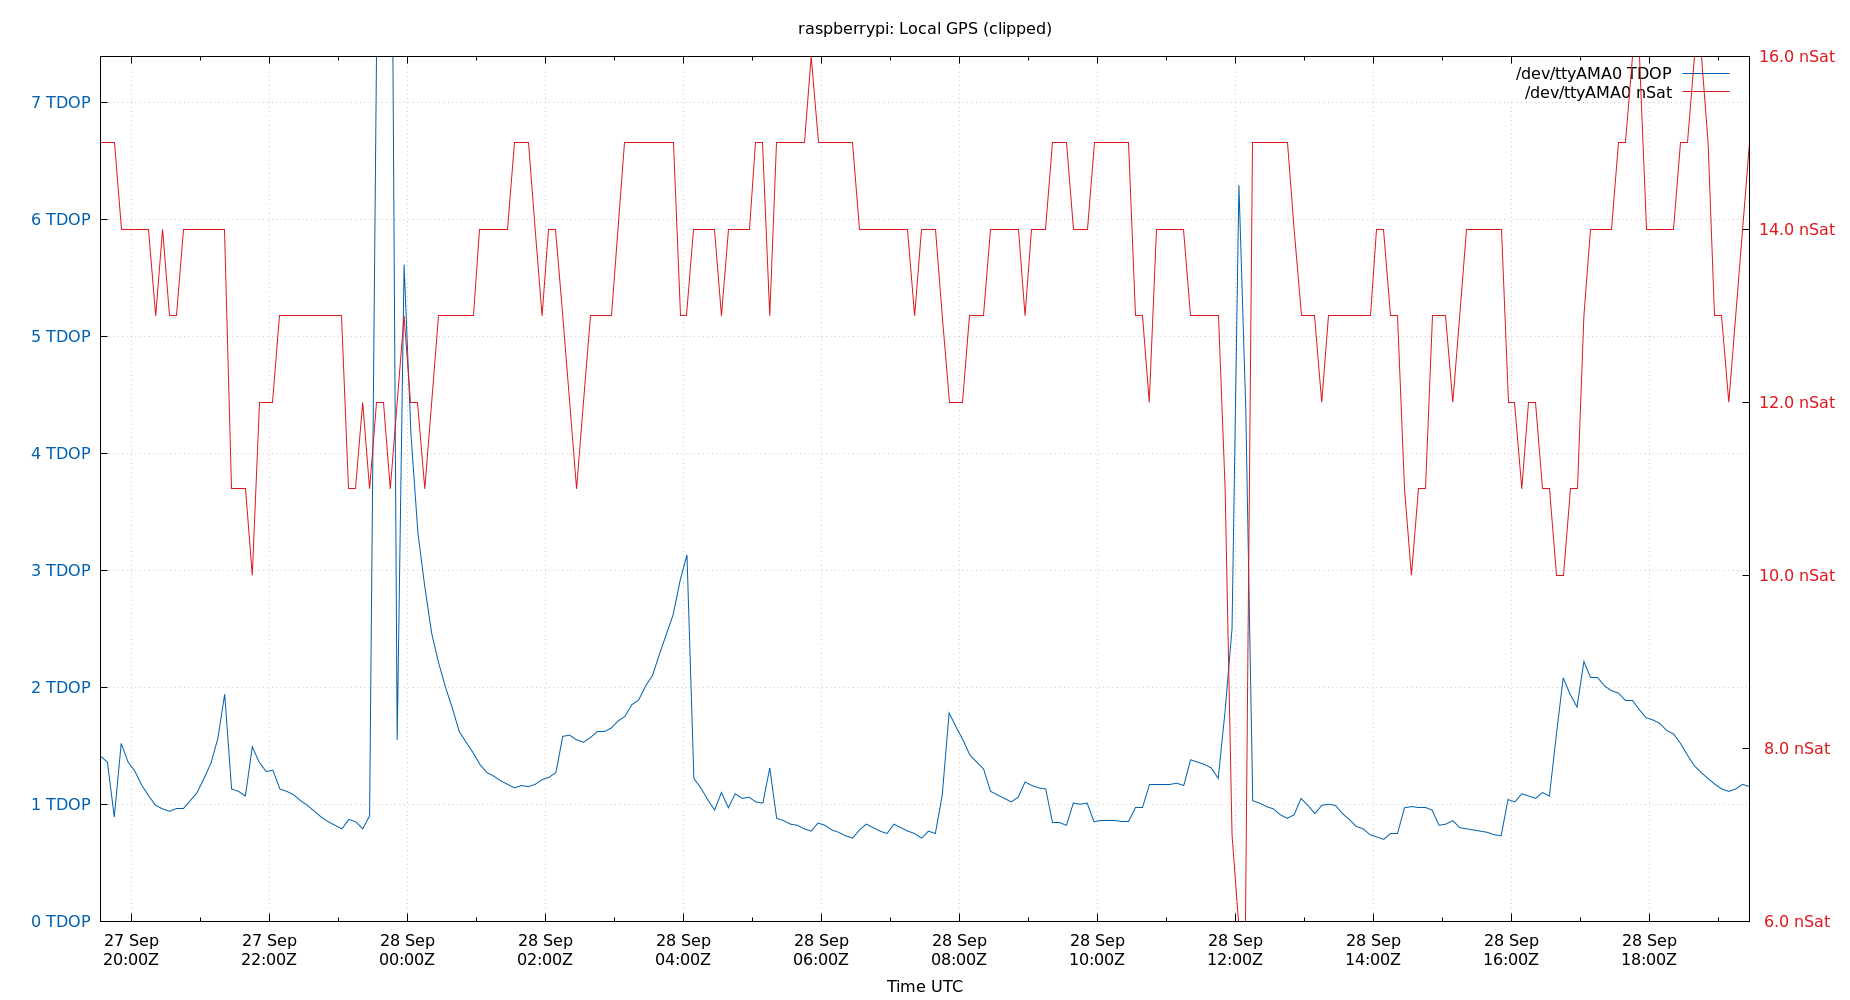 raspberrypi: Local GPS (clipped)
/dev/ttyAMA0 TDOP
/dev/ttyAMA0 nSat
7 TDOP
6 TDOP
5 TDOP
4 TDOP
3 TDOP
2 TDOP
1 TDOP
0 TDOP
16.0 nSat
14.0 nSat
12.0 nSat
10.0 nSat
8.0 nSat
6.0 nSat
27 Sep
20:00Z
27 Sep
22:00Z
28 Sep
00:00Z
28 Sep
02:00Z
28 Sep
04:00Z
28 Sep
06:00Z
28 Sep
08:00Z
28 Sep
10:00Z
28 Sep
12:00Z
28 Sep
14:00Z
28 Sep
16:00Z
28 Sep
18:00Z
Time UTC